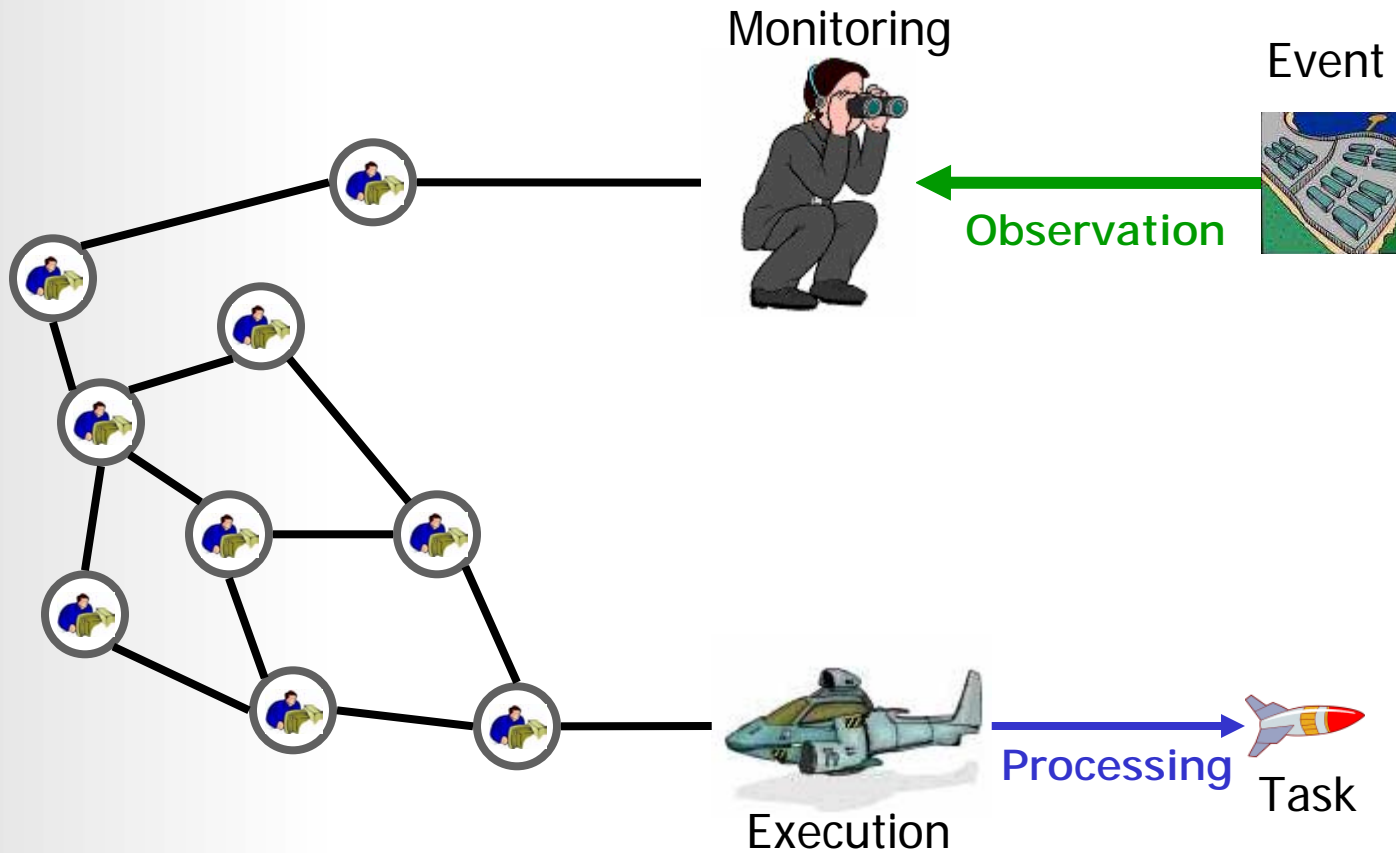 Monitoring
Event
Observation
Processing
Task
Execution